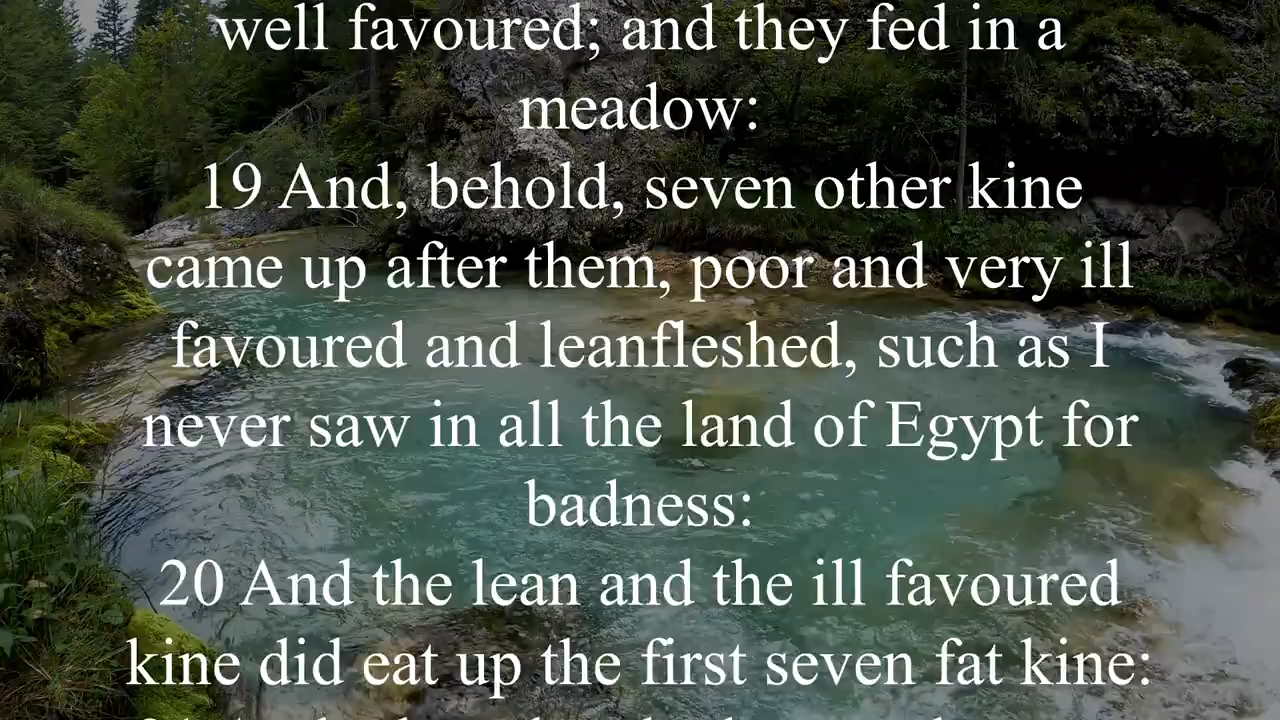 well favoured; and they fed in a
meadow:
19 And, behold, seven other kine
came up after them, poor and very ill
favoured and leanfleshed, such as I
never saw in all the land of Egypt for
badness:
20 And the lean and the ill favoured
kine did eat up the first seven fat kine: